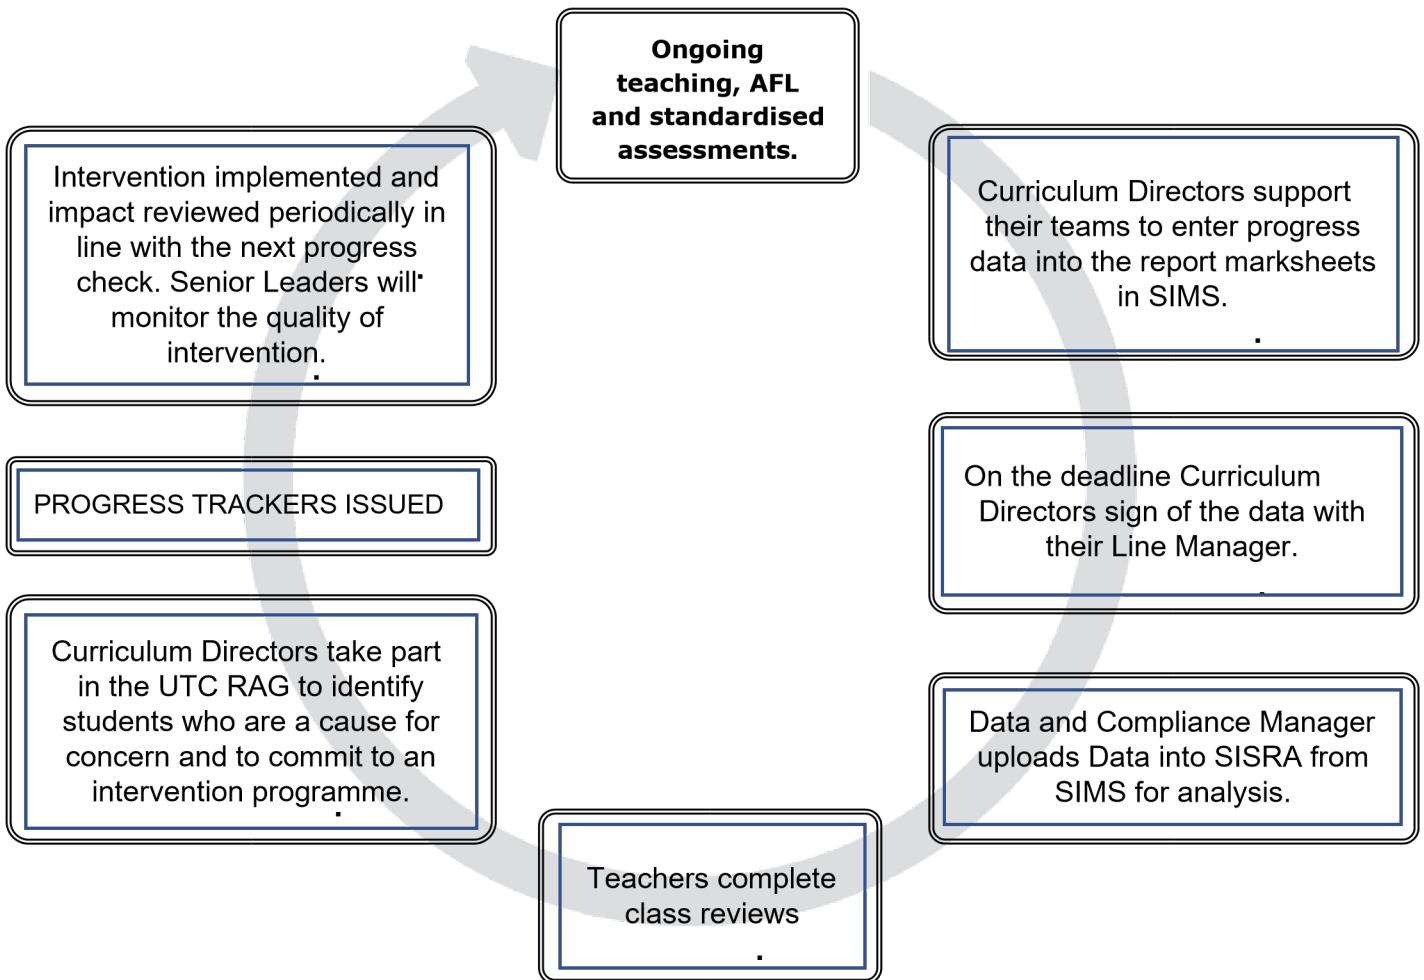 Ongoing
teaching, AFL
and standardised
assessments.
Curriculum Directors support
their teams to enter progress
data into the report marksheets
in SIMS.
.
On the deadline Curriculum
Directors sign of the data with
their Line Manager.
.
Data and Compliance Manager
uploads Data into SISRA from
SIMS for analysis.
Teachers complete
class reviews
.
Curriculum Directors take part
in the UTC RAG to identify
students who are a cause for
concern and to commit to an
intervention programme.
.
PROGRESS TRACKERS ISSUED
Intervention implemented and
impact reviewed periodically in
line with the next progress
check. Senior Leaders will.
monitor the quality of
intervention.
.